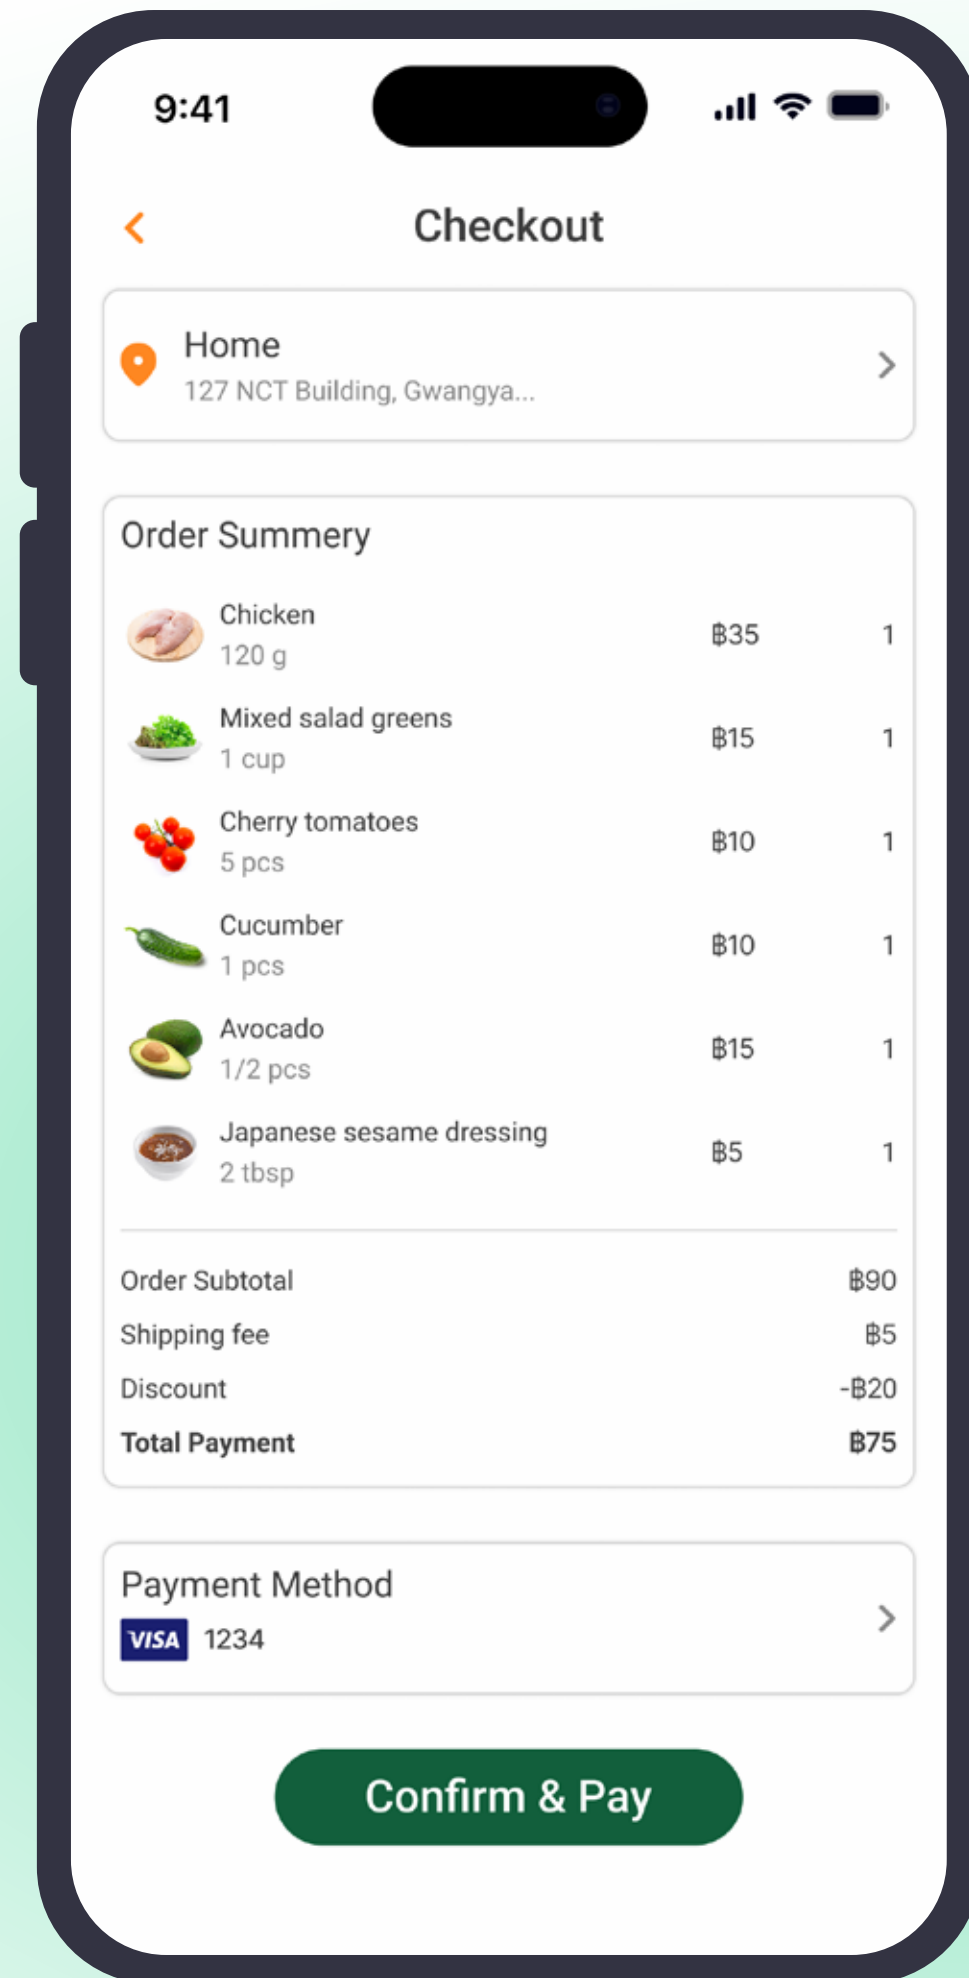 9:41
Checkout
Home
127 NCT Building, Gwangya...
Order Summery
Chicken
120 g
฿35 1
Mixed salad greens
1 cup
฿15 1
Cherry tomatoes
5 pcs
฿10 1
Cucumber
1 pcs
฿10 1
Avocado
1/2 pcs
฿15 1
Japanese sesame dressing
2 tbsp
฿5 1
Order Subtotal ฿90
Shipping fee ฿5
Discount -฿20
Total Payment ฿75
Payment Method
VISA 1234
Confirm & Pay